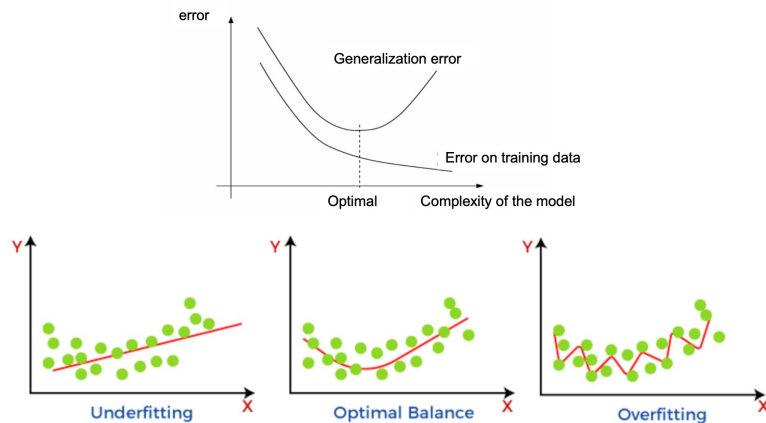 error
Generalization error
Error on training data
Optimal
Complexity of the model
Y
X
Underfitting
Y
X
Optimal Balance
Y
X
Overfitting